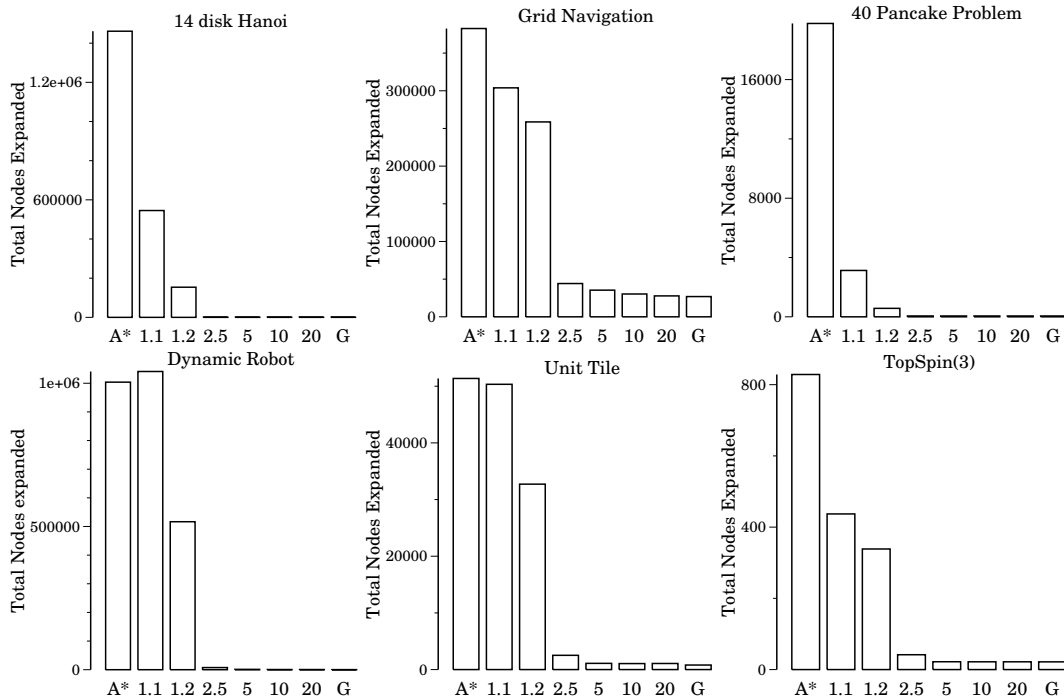 14 disk Hanoi
Total Nodes Expanded
1.2e+06
600000
0
A* 1.1 1.2 2.5 5 10 20 G
Grid Navigation
Total Nodes Expanded
300000
200000
100000
0
A* 1.1 1.2 2.5 5 10 20 G
40 Pancake Problem
Total Nodes Expanded
16000
8000
0
A* 1.1 1.2 2.5 5 10 20 G
Dynamic Robot
Total Nodes expanded
1e+06
500000
0
A* 1.1 1.2 2.5 5 10 20 G
Unit Tile
Total Nodes Expanded
40000
20000
0
A* 1.1 1.2 2.5 5 10 20 G
TopSpin(3)
Total Nodes Expanded
800
400
0
A* 1.1 1.2 2.5 5 10 20 G